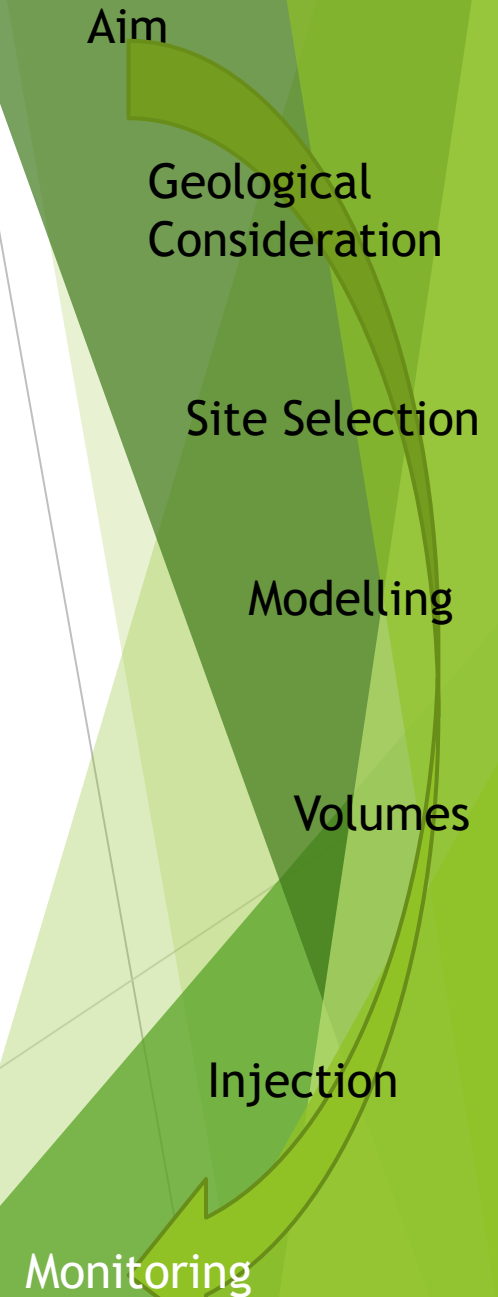 Aim
Geological
Consideration
Site Selection
Modelling
Volumes
Injection
Monitoring